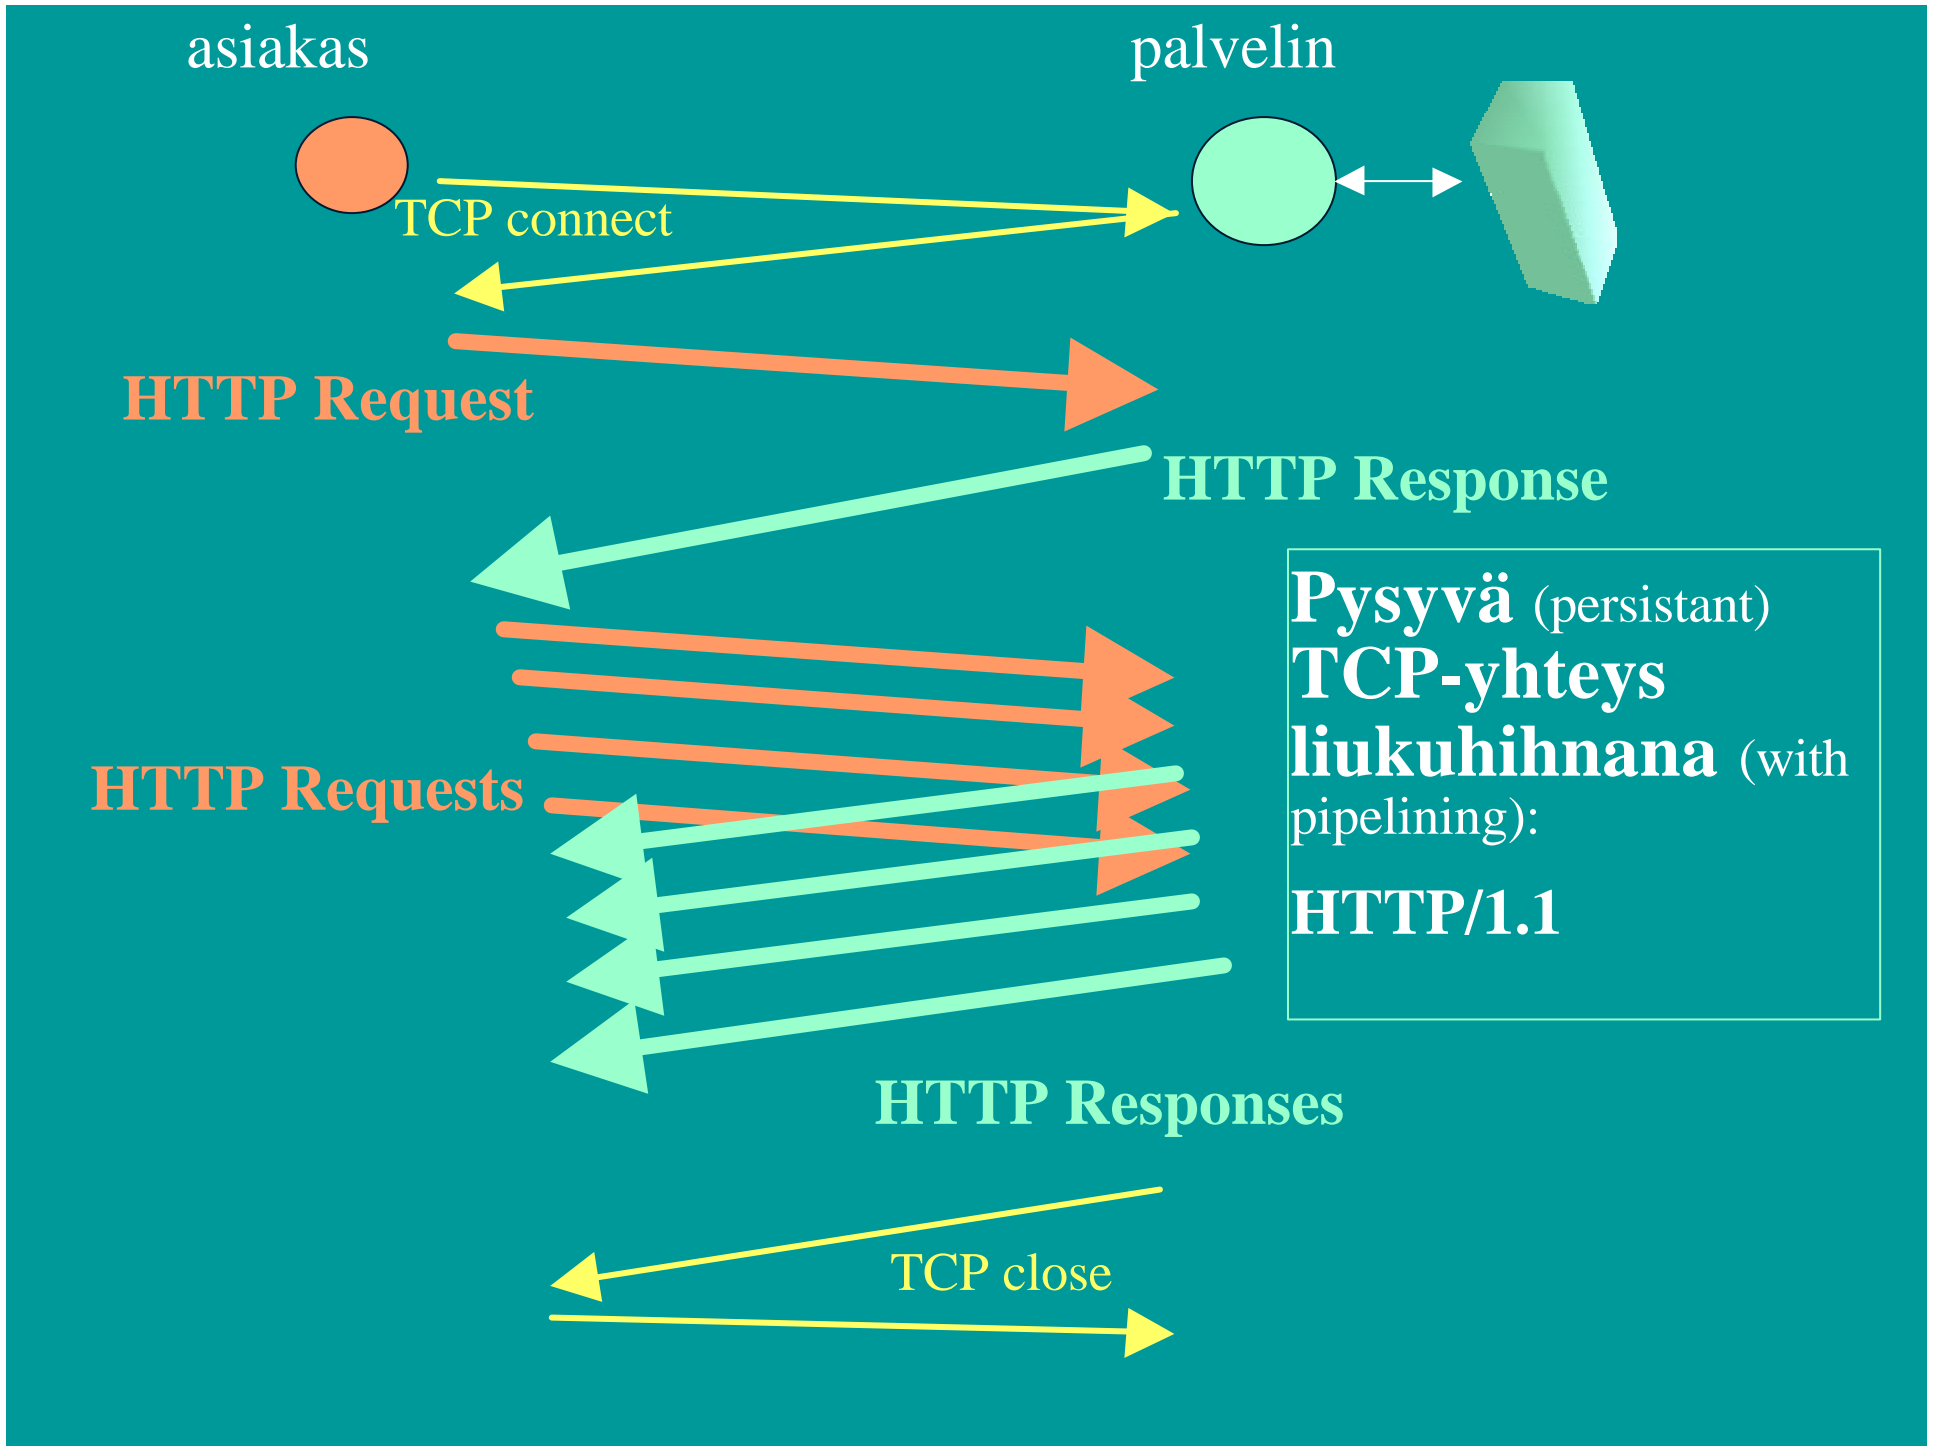 asiakas
palvelin
TCP connect
HTTP Request
HTTP Response
Pysyvä (persistant)
TCP-yhteys
liukuhihnana (with
pipelining):
HTTP/1.1
HTTP Requests
HTTP Responses
TCP close